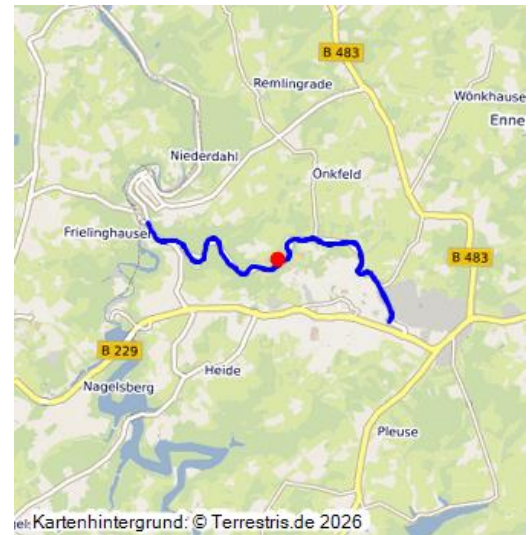 B 483
Remlingrade
Wönkhause
Enne
Niederdahl
Önkfeld
Frielinghausen
B 483
B 229
Heide
Nagelsberg
Pleuse
Kartenhintergrund: © Terrestris.de 2026